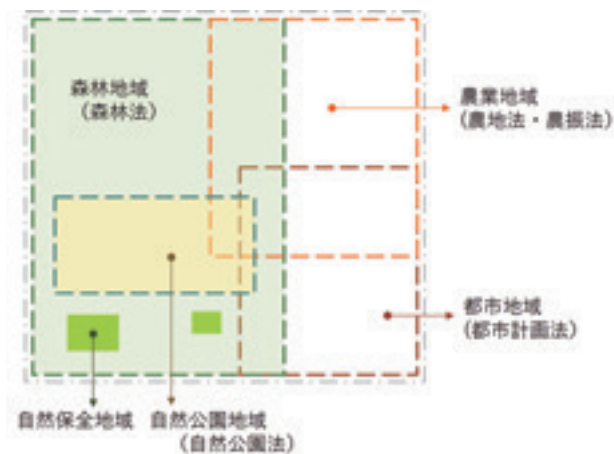 森林地域
(森林法)
農業地域
(農地法・農振法)
都市地域
(都市計画法)
自然保全地域
自然公園地域
(自然公園法)